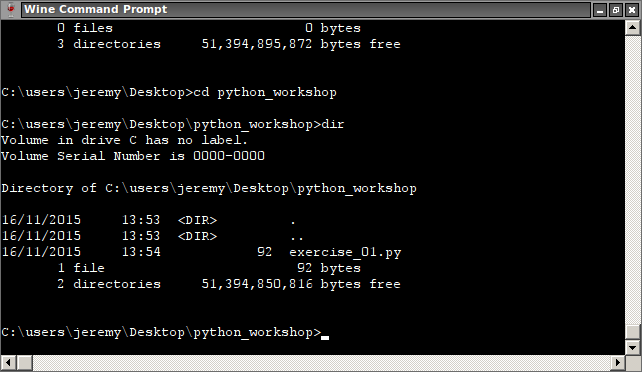 Wine Command Prompt
0 files 0 bytes
3 directories 51,394,895,872 bytes free
C:\users\jeremy\Desktop>cd python_workshop
C:\users\jeremy\Desktop\python_workshop>dir
Volume in drive C has no label.
Volume Serial Number is 0000-0000
Directory of C:\users\jeremy\Desktop\python_workshop
16/11/2015 13:53 <DIR> .
16/11/2015 13:53 <DIR> ..
16/11/2015 13:54 92 exercise_01.py
1 file 92 bytes
2 directories 51,394,850,816 bytes free
C:\users\jeremy\Desktop\python_workshop>